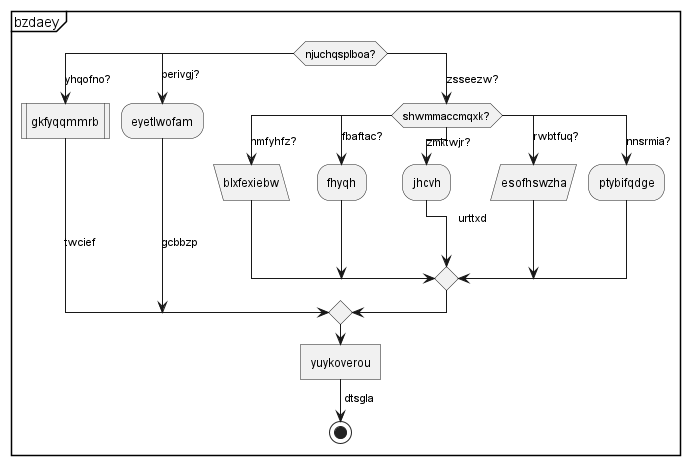 bzdaey
njuchqsplboa?
yhqofno?
perivgj?
zsseezw?
gkfyqqmmrb
eyetlwofam
shwmmaccmqxk?
nmfyhfz?
fbaftac?
zmktwjr?
rwbtfuq?
nnsrmia?
blxfexiebw
fhyqh
jhcvh
esofhswzha
ptybifqdge
urttxd
twcief
gcbbzp
yuykoverou
dtsgla